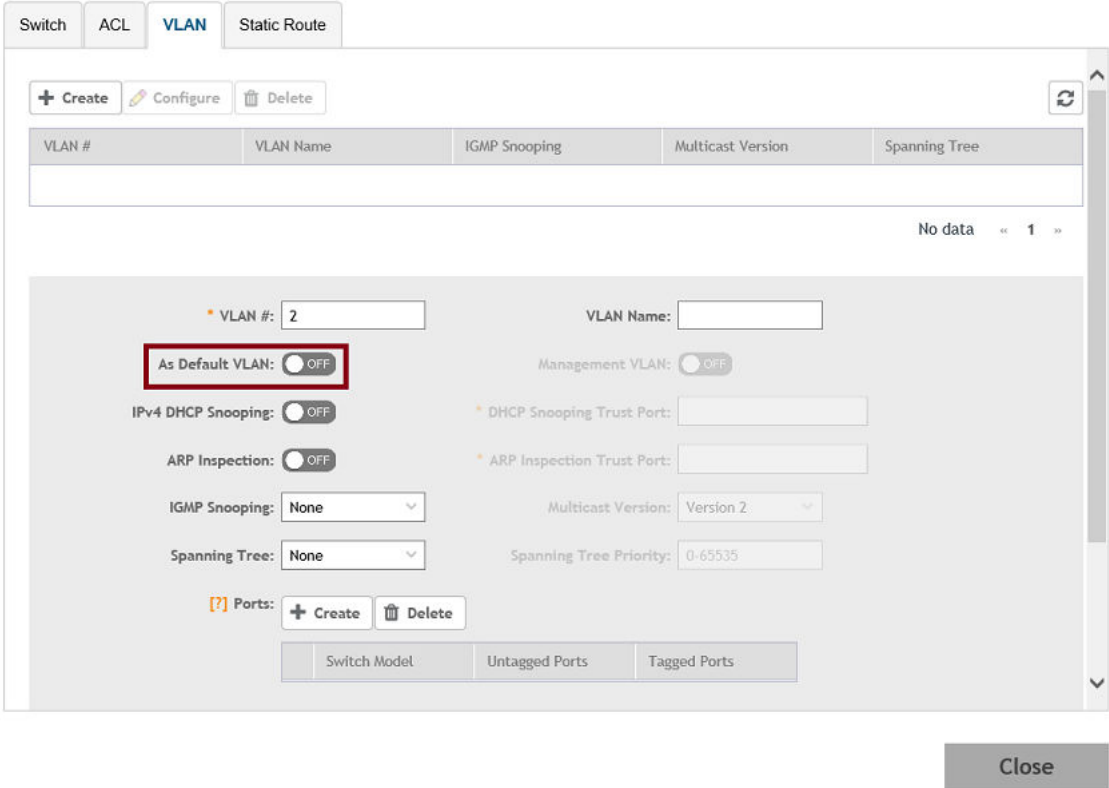 Switch ACL VLAN Static Route
+ Create Configure Delete
VLAN # VLAN Name IGMP Snooping Multicast Version Spanning Tree
No data « 1 »
* VLAN #: 2 VLAN Name:
As Default VLAN: OFF Management VLAN: OFF
IPv4 DHCP Snooping: OFF * DHCP Snooping Trust Port:
ARP Inspection: OFF * ARP Inspection Trust Port:
IGMP Snooping: None Multicast Version: Version 2
Spanning Tree: None Spanning Tree Priority: 0-65535
[?] Ports: + Create Delete
Switch Model Untagged Ports Tagged Ports
Close